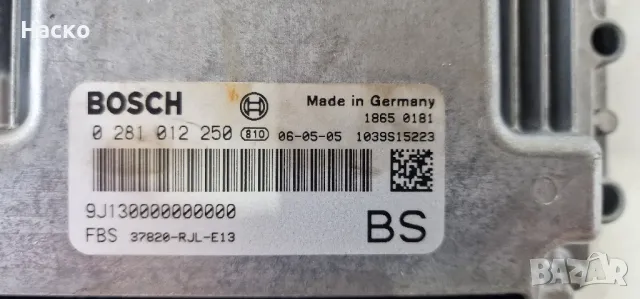 Наско
BOSCH
Made in Germany
1865 0181
0 281 012 250 810 06-05-05 1039S15223
9J130000000000
FBS 37820-RJL-E13
BS
BAZAR